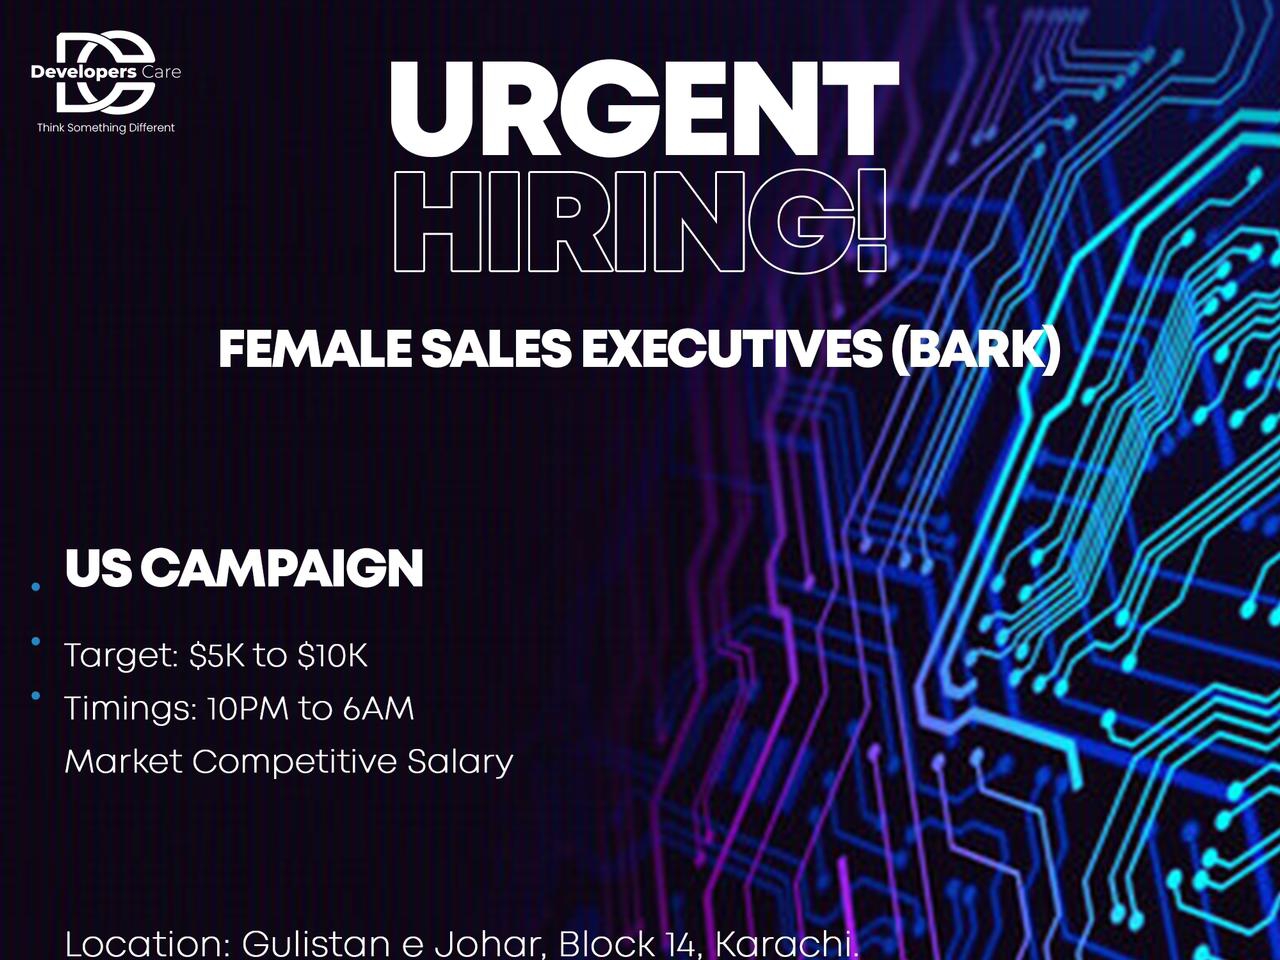 Developers Care
Think Something Different
URGENT
HIRING!
FEMALE SALES EXECUTIVES (BARK)
US CAMPAIGN
Target: $5K to $10K
Timings: 10PM to 6AM
Market Competitive Salary
Location: Gulistan e Johar, Block 14, Karachi.